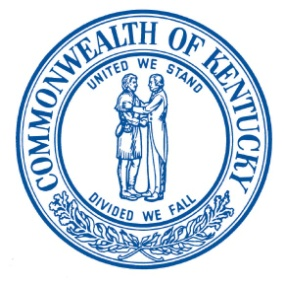 COMMONWEALTH OF KENTUCKY
UNITED WE STAND
DIVIDED WE FALL